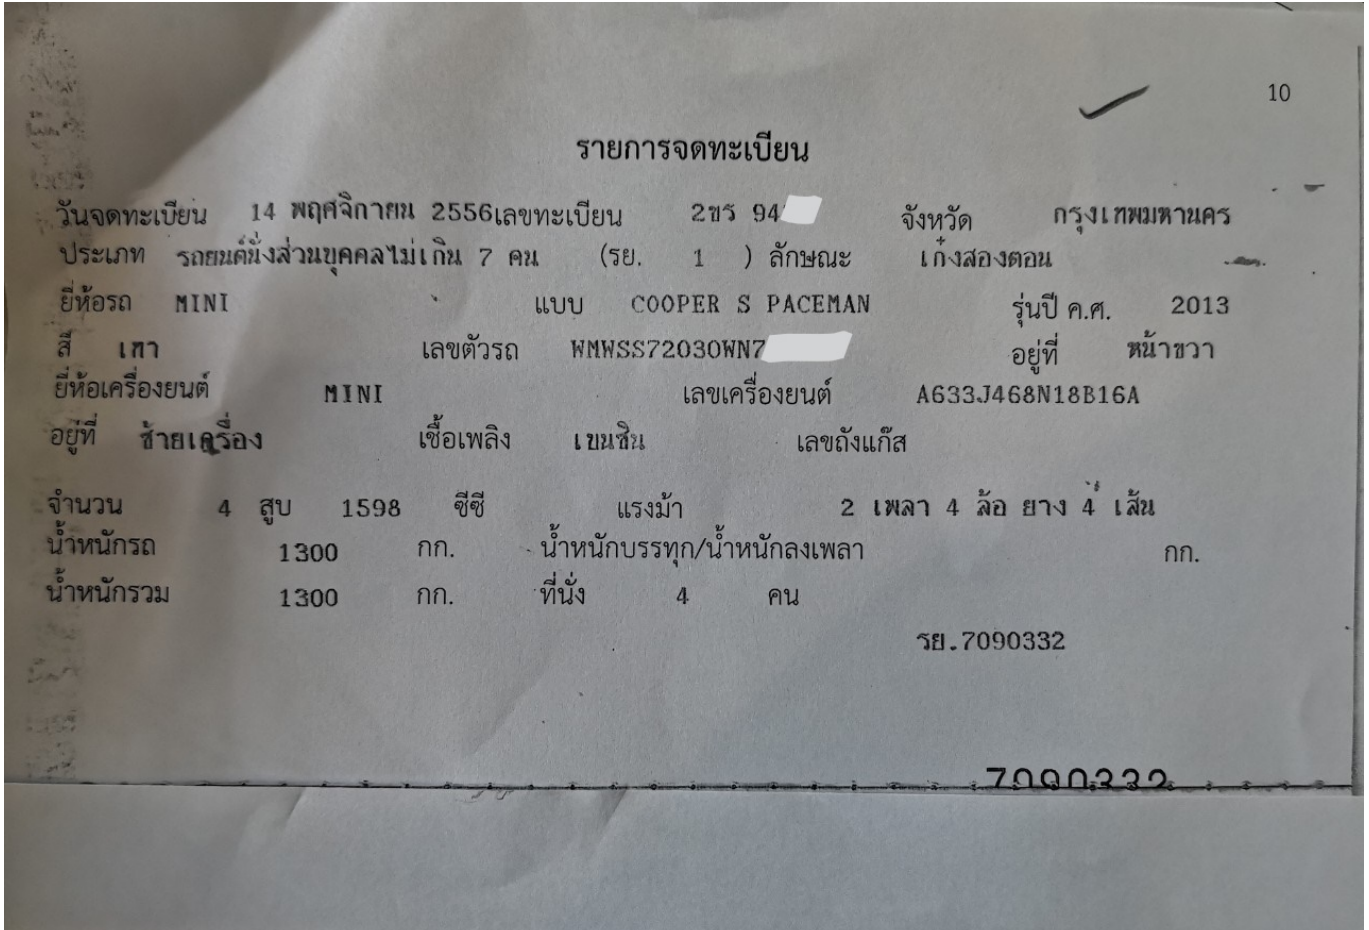 10
รายการจดทะเบียน
วันจดทะเบียน 14 พฤศจิกายน 2556 เลขทะเบียน 2ขร 94 จังหวัด กรุงเทพมหานคร
ประเภท รถยนต์นั่งส่วนบุคคลไม่เกิน 7 คน (รย. 1 ) ลักษณะ เก๋งสองตอน
ยี่ห้อรถ MINI แบบ COOPER S PACEMAN รุ่นปี ค.ศ. 2013
สี เทา เลขตัวรถ WMWSS72030WN7 อยู่ที่ หน้าขวา
ยี่ห้อเครื่องยนต์ MINI เลขเครื่องยนต์ A633J468N18B16A
อยู่ที่ ซ้ายเครื่อง เชื้อเพลิง เบนซิน เลขถังแก๊ส
จำนวน 4 สูบ 1598 ซีซี แรงม้า 2 เพลา 4 ล้อ ยาง 4 เส้น
น้ำหนักรถ 1300 กก. น้ำหนักบรรทุก/น้ำหนักลงเพลา กก.
น้ำหนักรวม 1300 กก. ที่นั่ง 4 คน
รย.7090332
7090332